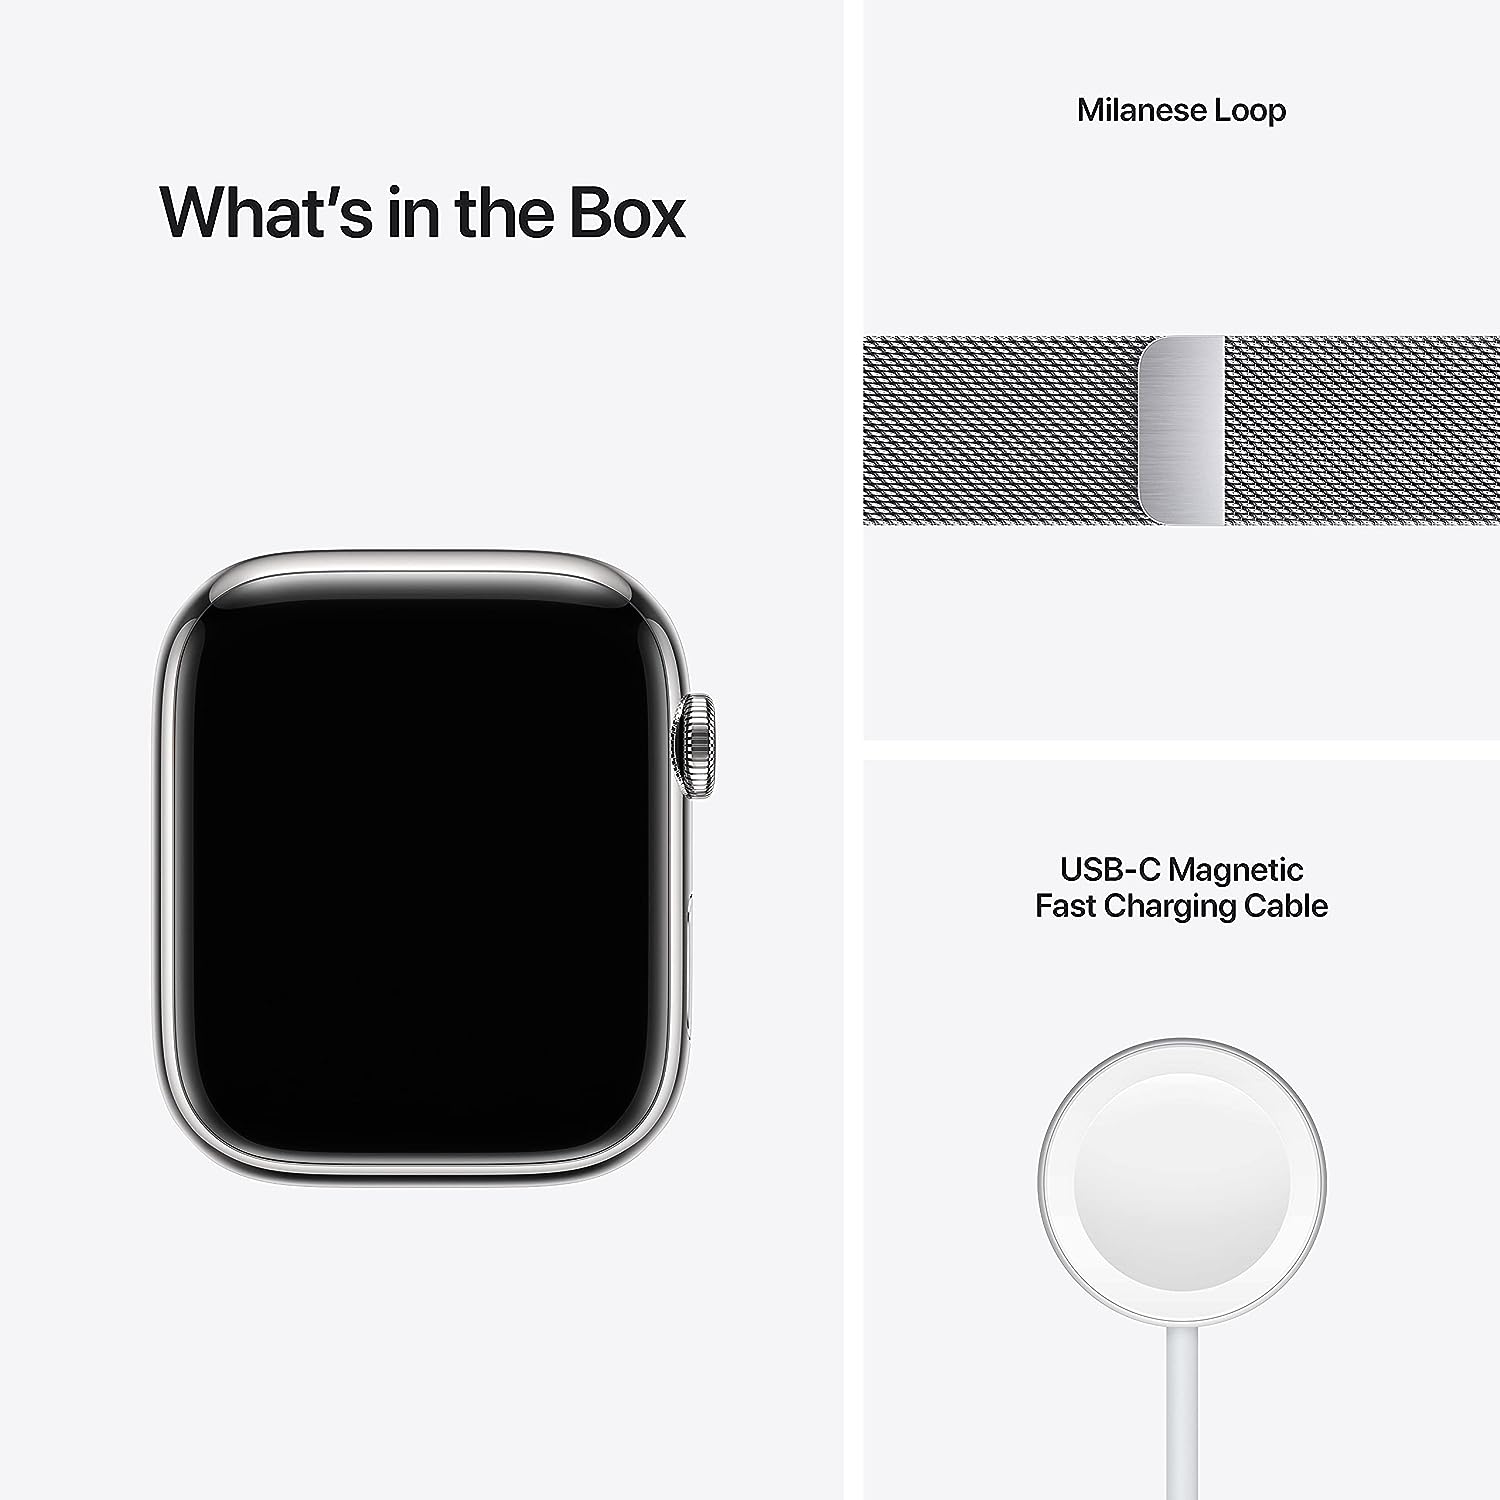 What's in the Box
Milanese Loop
USB-C Magnetic
Fast Charging Cable